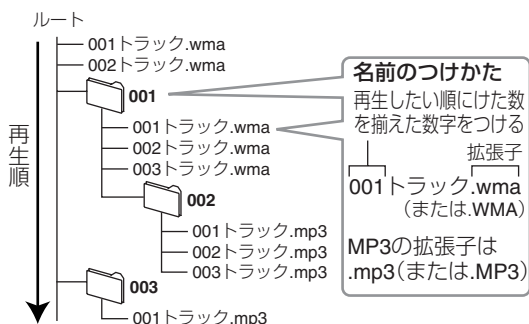 ルート
001トラック.wma
002トラック.wma
001
001トラック.wma
002トラック.wma
003トラック.wma
002
001トラック.mp3
002トラック.mp3
003トラック.mp3
003
001トラック.mp3
再生順
名前のつけかた
再生したい順にけた数
を揃えた数字をつける
拡張子
001トラック.wma
(または.WMA)
MP3の拡張子は
.mp3(または.MP3)